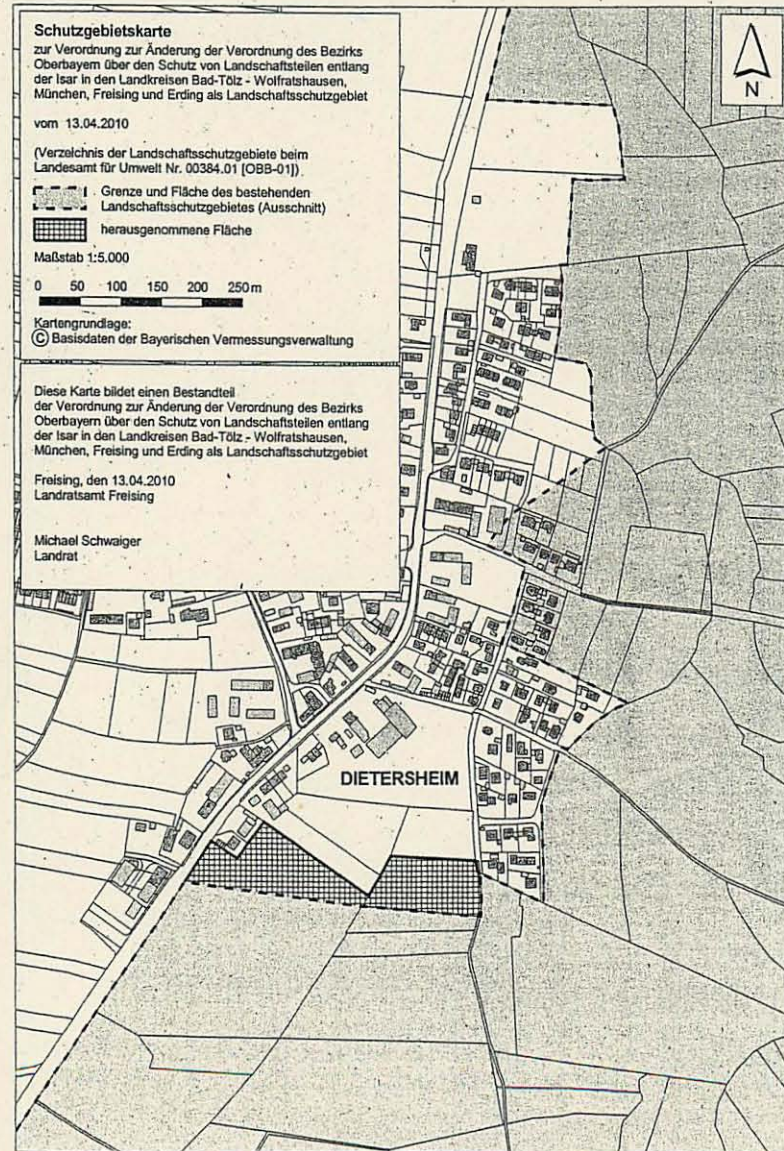 Schutzgebietskarte
zur Verordnung zur Änderung der Verordnung des Bezirks
Oberbayern über den Schutz von Landschaftsteilen entlang
der Isar in den Landkreisen Bad-Tölz - Wolfratshausen,
München, Freising und Erding als Landschaftsschutzgebiet
vom 13.04.2010
(Verzeichnis der Landschaftsschutzgebiete beim
Landesamt für Umwelt Nr. 00384.01 [OBB-01])
Grenze und Fläche des bestehenden
Landschaftsschutzgebietes (Ausschnitt)
herausgenommene Fläche
Maßstab 1:5.000
0 50 100 150 200 250 m
Kartengrundlage:
© Basisdaten der Bayerischen Vermessungsverwaltung
Diese Karte bildet einen Bestandteil
der Verordnung zur Änderung der Verordnung des Bezirks
Oberbayern über den Schutz von Landschaftsteilen entlang
der Isar in den Landkreisen Bad-Tölz - Wolfratshausen,
München, Freising und Erding als Landschaftsschutzgebiet
Freising, den 13.04.2010
Landratsamt Freising
Michael Schwaiger
Landrat
N
DIETERSHEIM